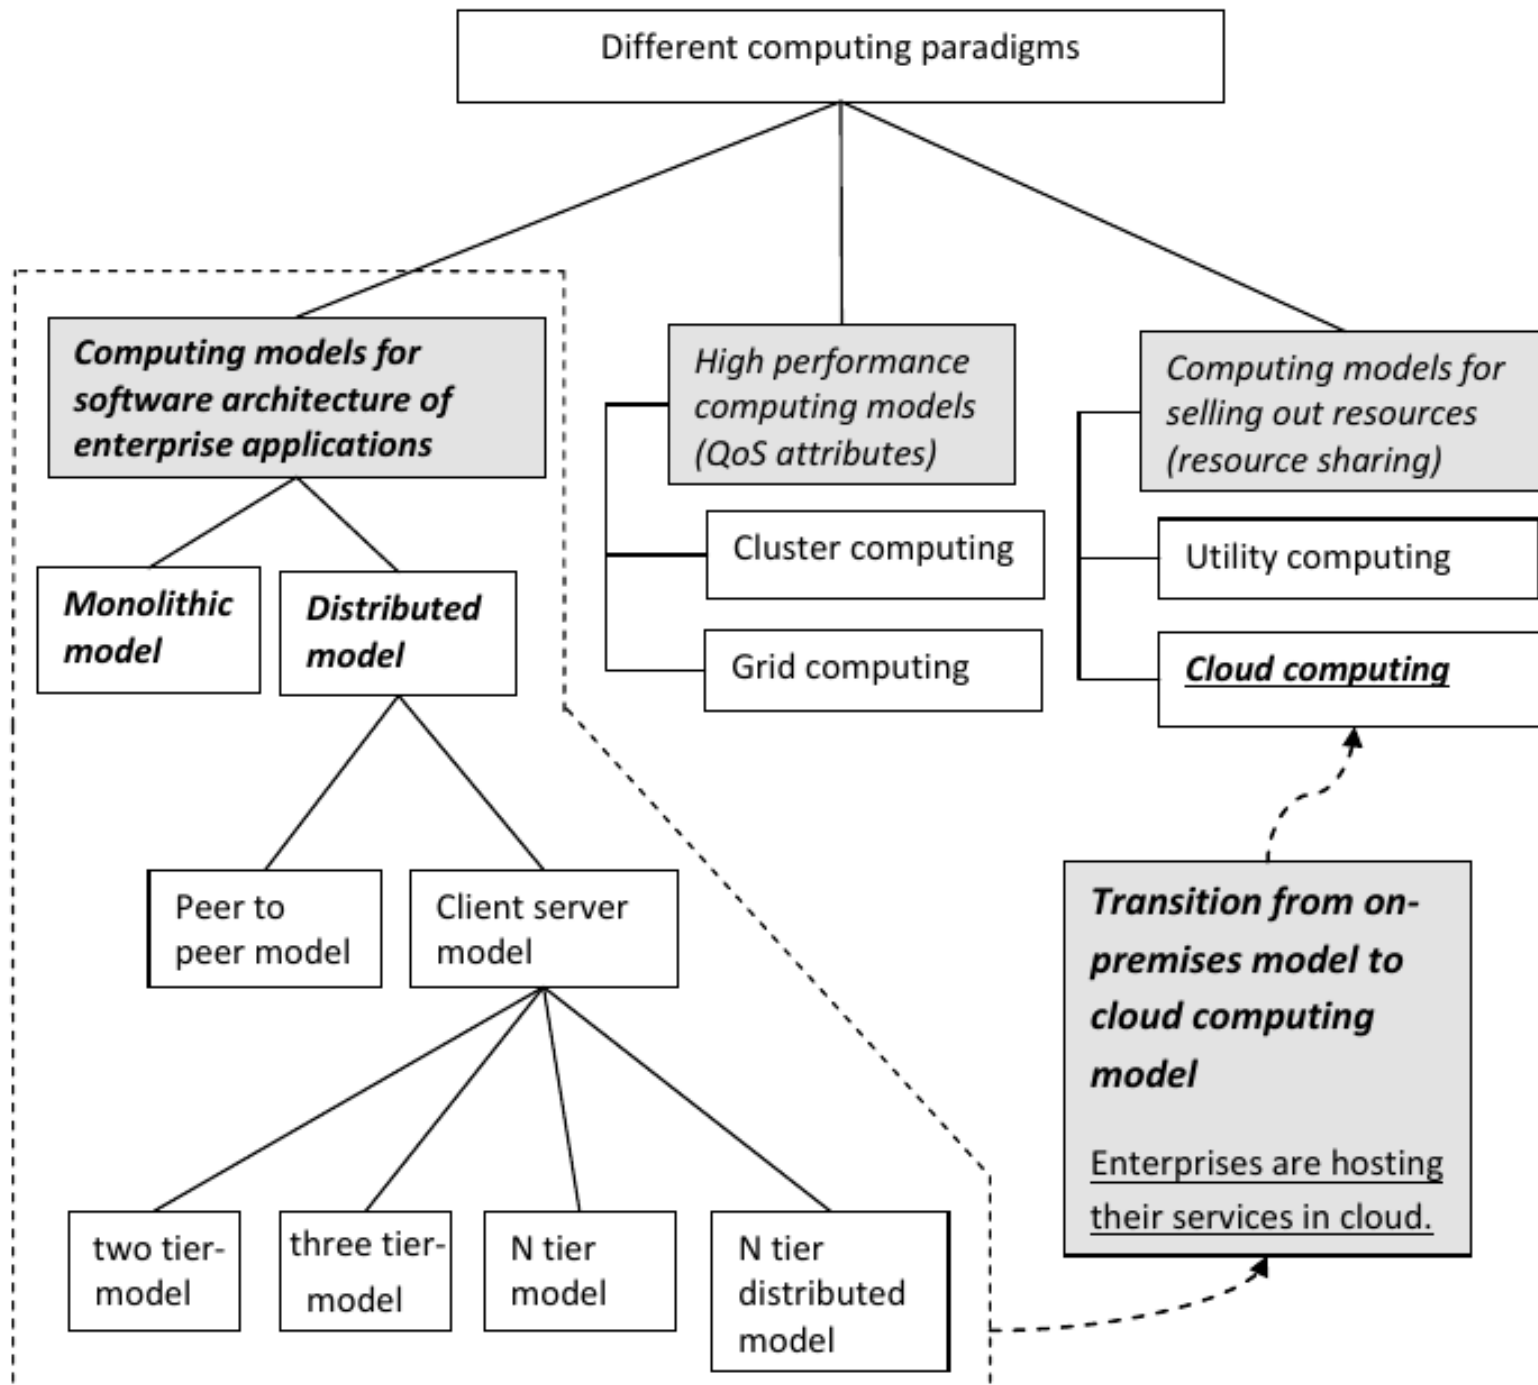 Different computing paradigms
Computing models for
software architecture of
enterprise applications
High performance
computing models
(QoS attributes)
Computing models for
selling out resources
(resource sharing)
Monolithic
model
Distributed
model
Cluster computing
Grid computing
Utility computing
Cloud computing
Peer to
peer model
Client server
model
Transition from on-
premises model to
cloud computing
model
Enterprises are hosting
their services in cloud.
two tier-
model
three tier-
model
N tier
model
N tier
distributed
model